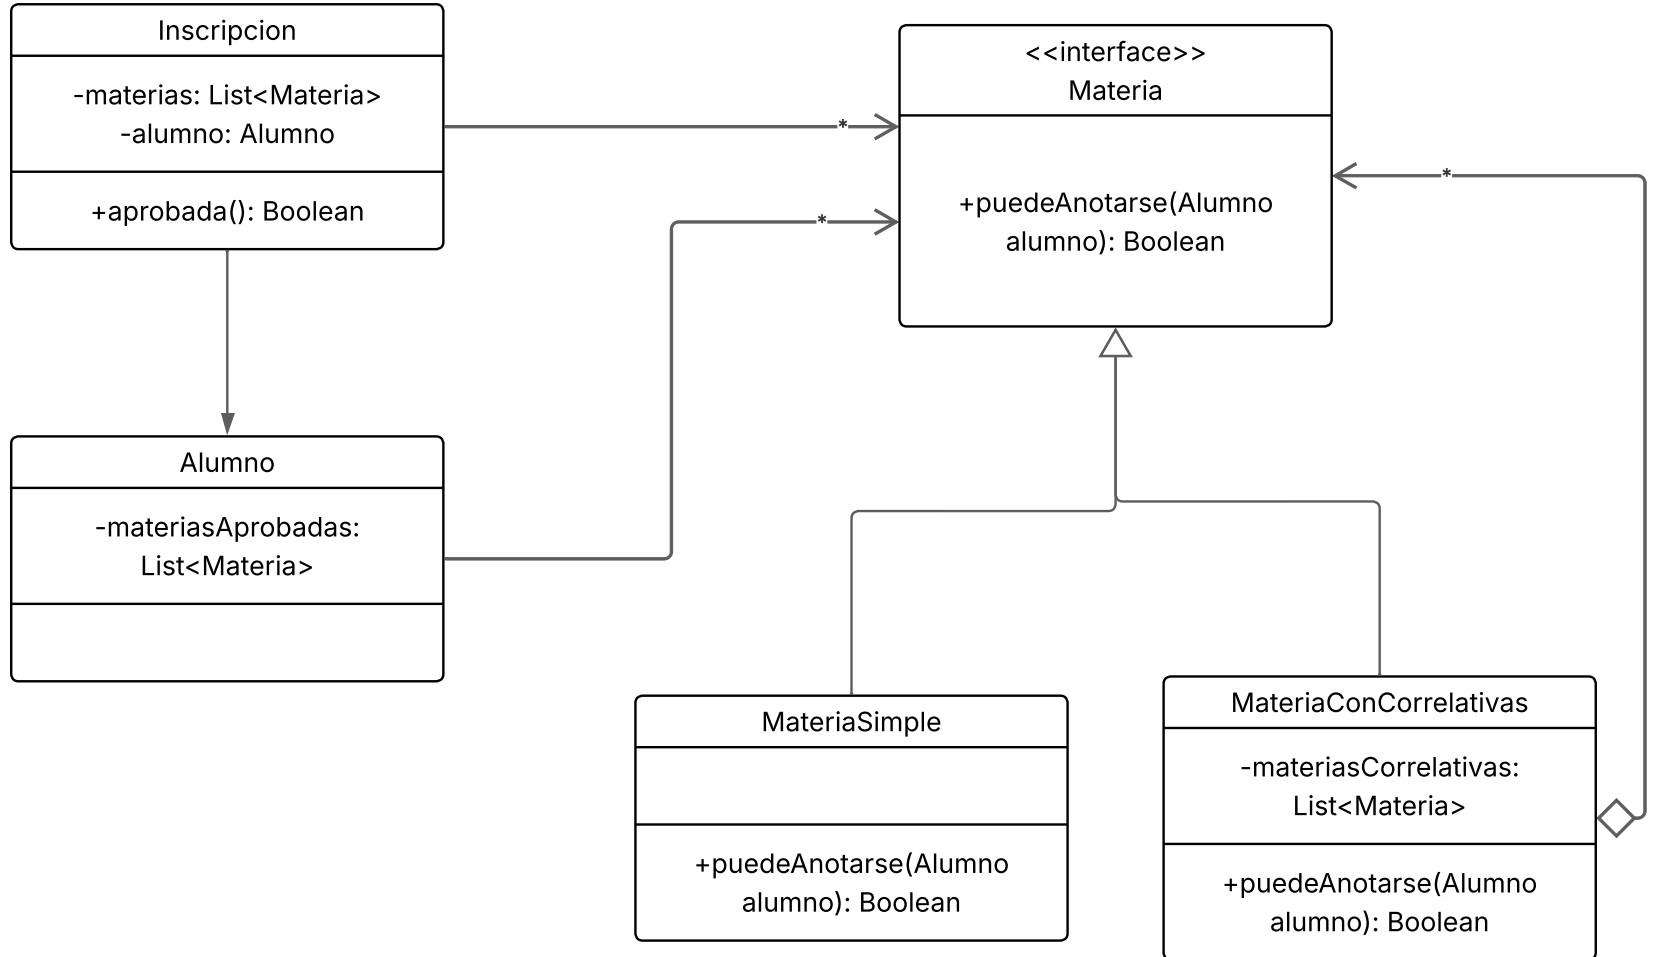 Inscripcion
-materias: List<Materia>
-alumno: Alumno
+aprobada(): Boolean
<<interface>>
Materia
+puedeAnotarse(Alumno
alumno): Boolean
*
*
*
Alumno
-materiasAprobadas:
List<Materia>
MateriaSimple
+puedeAnotarse(Alumno
alumno): Boolean
MateriaConCorrelativas
-materiasCorrelativas:
List<Materia>
+puedeAnotarse(Alumno
alumno): Boolean